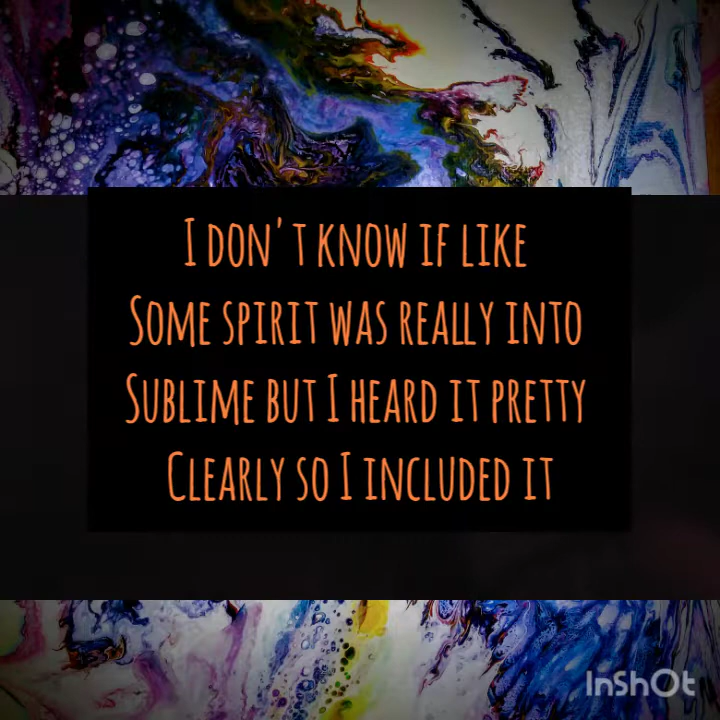 I don't know if like
Some spirit was really into
Sublime but I heard it pretty
Clearly so I included it
InShOt